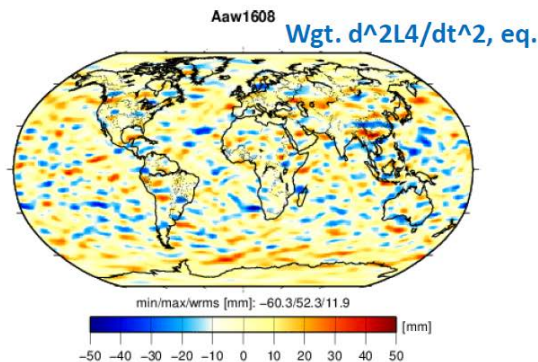 Aaw1608
Wgt. d^2L4/dt^2, eq.
min/max/wrms [mm]: −60.3/52.3/11.9
[mm]
−50 −40 −30 −20 −10 0 10 20 30 40 50